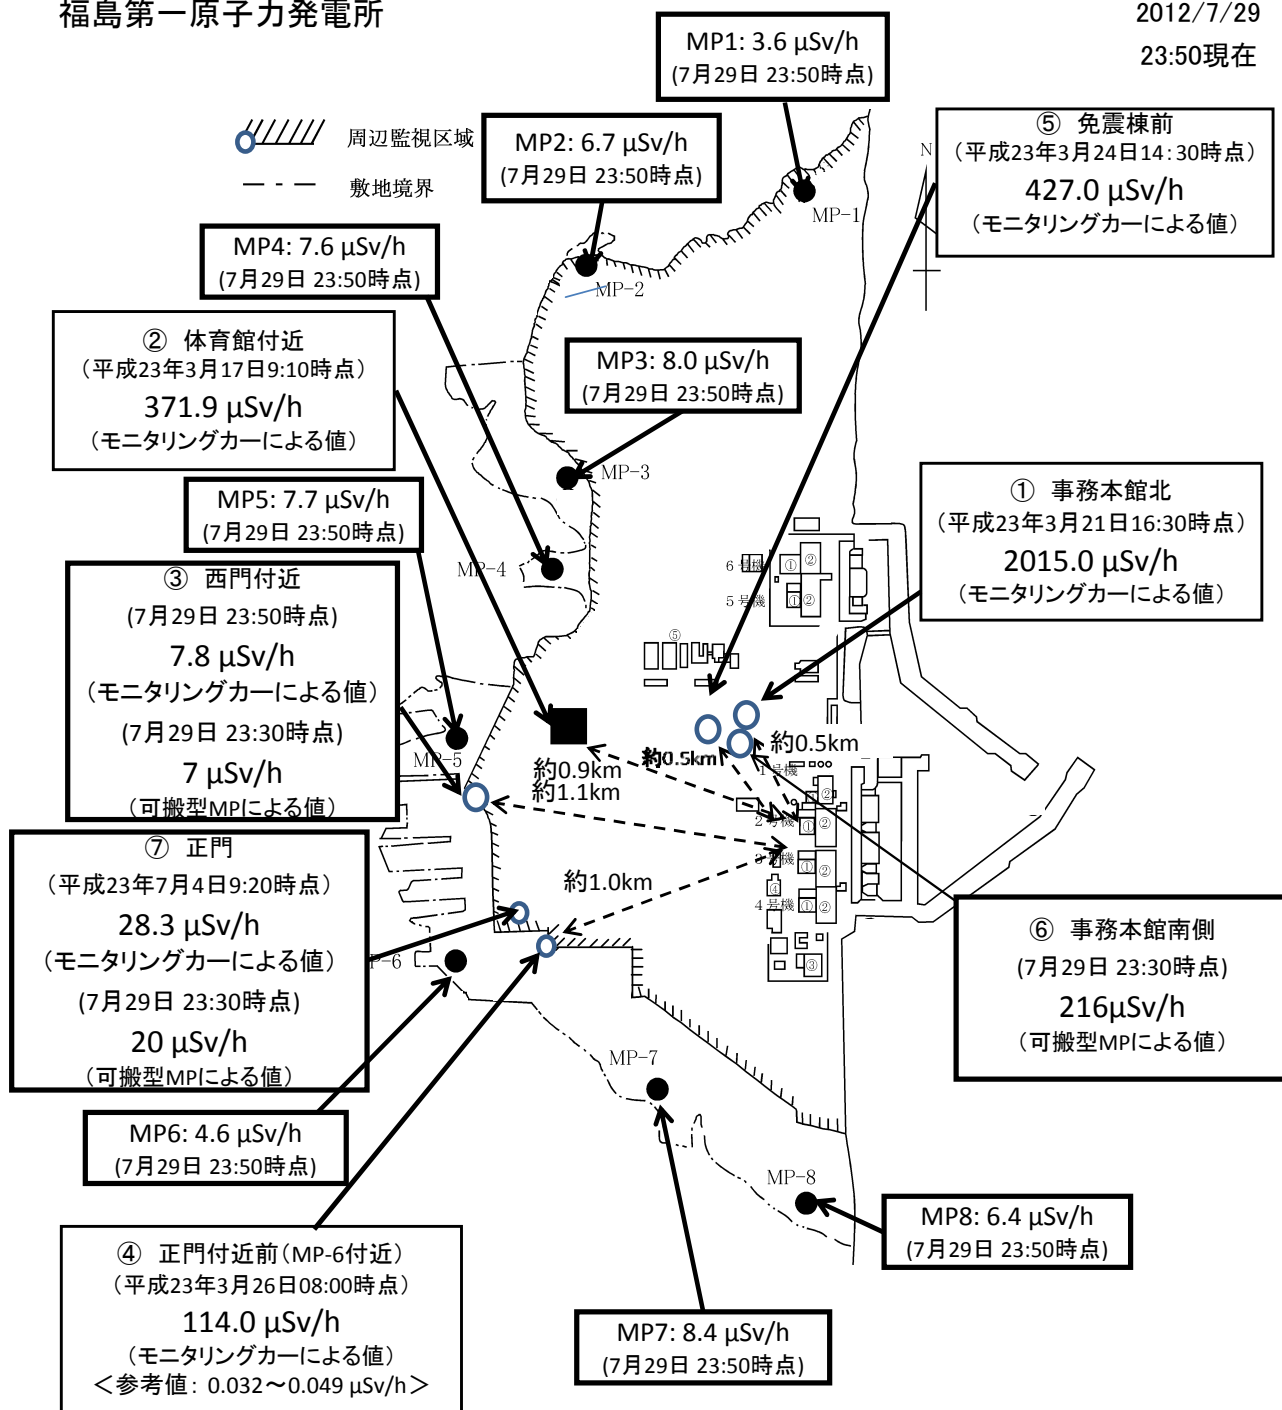 福島第一原子力発電所
2012/7/29
23:50現在
周辺監視区域
敷地境界
N
MP1: 3.6 μSv/h
(7月29日 23:50時点)
MP2: 6.7 μSv/h
(7月29日 23:50時点)
MP4: 7.6 μSv/h
(7月29日 23:50時点)
⑤ 免震棟前
(平成23年3月24日14:30時点)
427.0 μSv/h
(モニタリングカーによる値)
② 体育館付近
(平成23年3月17日9:10時点)
371.9 μSv/h
(モニタリングカーによる値)
MP3: 8.0 μSv/h
(7月29日 23:50時点)
MP5: 7.7 μSv/h
(7月29日 23:50時点)
① 事務本館北
(平成23年3月21日16:30時点)
2015.0 μSv/h
(モニタリングカーによる値)
③ 西門付近
(7月29日 23:50時点)
7.8 μSv/h
(モニタリングカーによる値)
(7月29日 23:30時点)
7 μSv/h
(可搬型MPによる値)
⑦ 正門
(平成23年7月4日9:20時点)
28.3 μSv/h
(モニタリングカーによる値)
(7月29日 23:30時点)
20 μSv/h
(可搬型MPによる値)
⑥ 事務本館南側
(7月29日 23:30時点)
216μSv/h
(可搬型MPによる値)
MP6: 4.6 μSv/h
(7月29日 23:50時点)
④ 正門付近前(MP-6付近)
(平成23年3月26日08:00時点)
114.0 μSv/h
(モニタリングカーによる値)
<参考値: 0.032~0.049 μSv/h>
MP7: 8.4 μSv/h
(7月29日 23:50時点)
MP8: 6.4 μSv/h
(7月29日 23:50時点)
MP-1
MP-2
MP-3
MP-4
MP-5
P-6
MP-7
MP-8
6号機
① ②
5号機
① ②
⑤
約0.5km
約0.5km
約0.9km
約1.1km
約1.0km
1号機
②
2号機
① ②
3号機
① ②
④
4号機
① ②
③